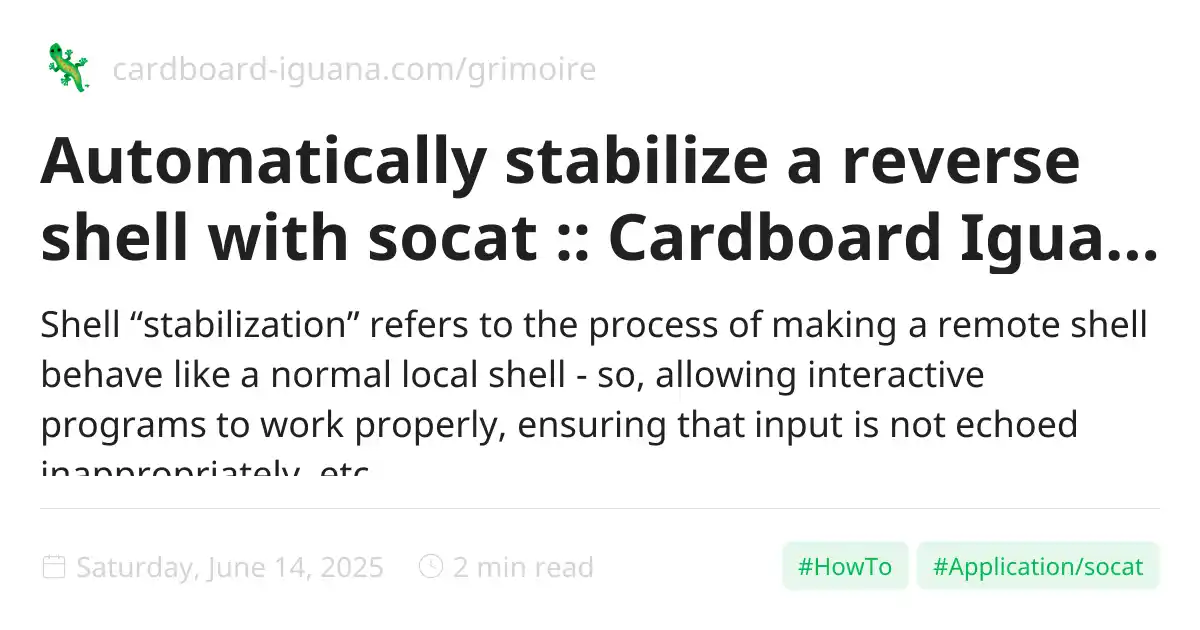 cardboard-iguana.com/grimoire
Automatically stabilize a reverse
shell with socat :: Cardboard Igua...
Shell “stabilization” refers to the process of making a remote shell
behave like a normal local shell - so, allowing interactive
programs to work properly, ensuring that input is not echoed
inappropriately, etc
Saturday, June 14, 2025
2 min read
#HowTo
#Application/socat